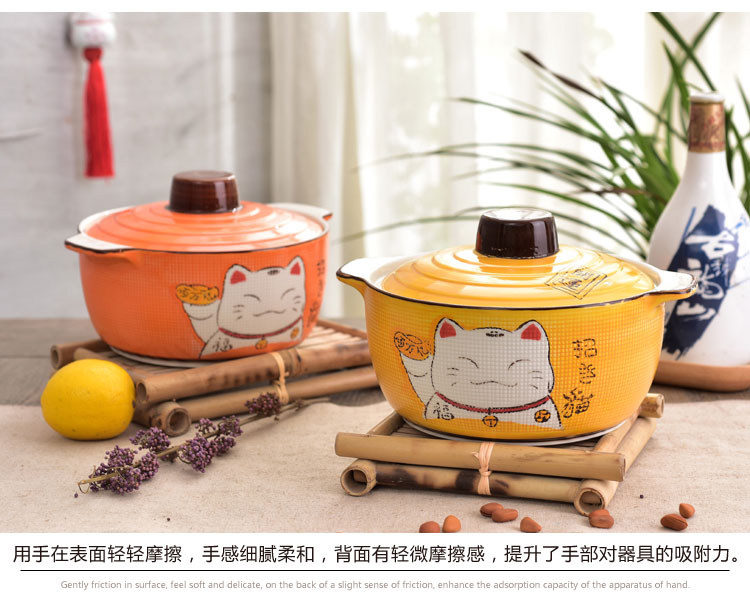 招
财
猫
福
福
用手在表面轻轻摩擦，手感细腻柔和，背面有轻微摩擦感，提升了手部对器具的吸附力。
Gently friction in surface, feel soft and delicate, on the back of a slight sense of friction, enhance the adsorption capacity of the apparatus of hand.